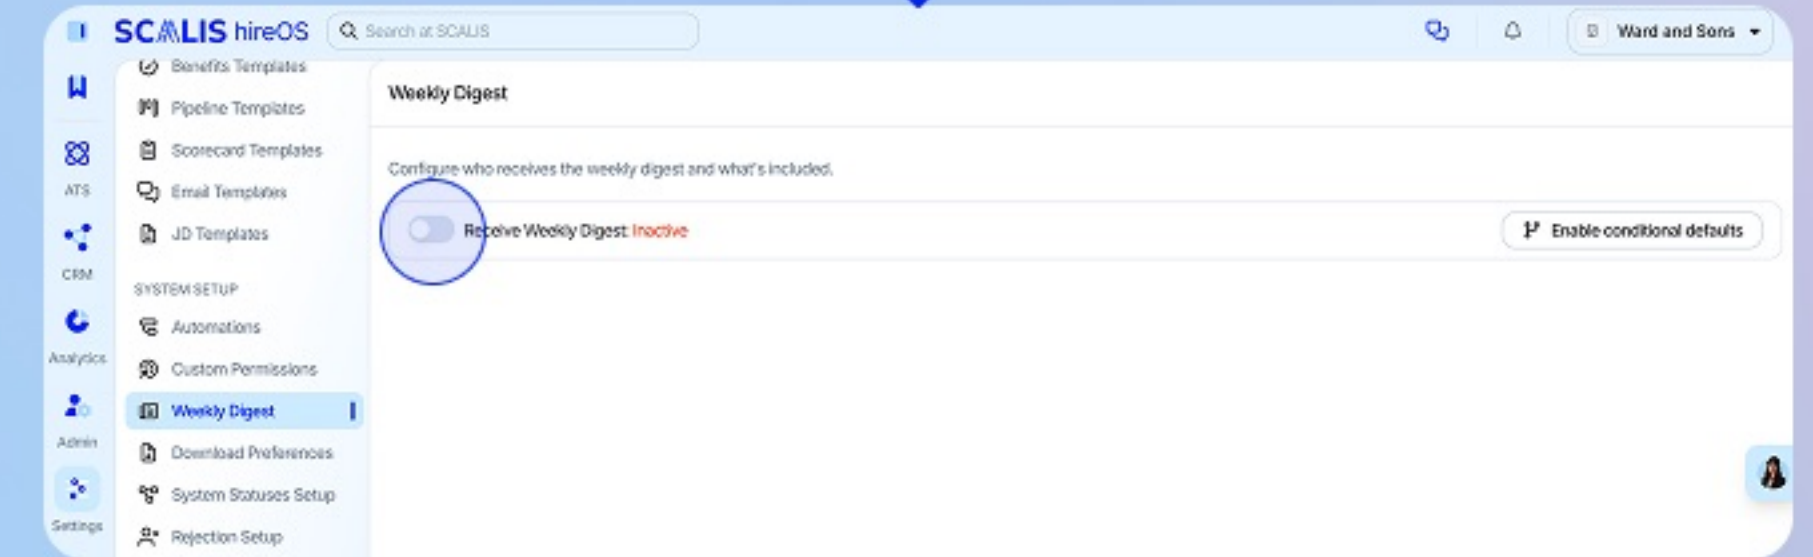 SCALIS hireOS
Search at SCALIS
Ward and Sons
ATS
CRM
Analytics
Admin
Settings
Benefits Templates
Pipeline Templates
Scorecard Templates
Email Templates
JD Templates
SYSTEM SETUP
Automations
Custom Permissions
Weekly Digest
Download Preferences
System Statuses Setup
Rejection Setup
Weekly Digest
Configure who receives the weekly digest and what's included.
Receive Weekly Digest: Inactive
Enable conditional defaults